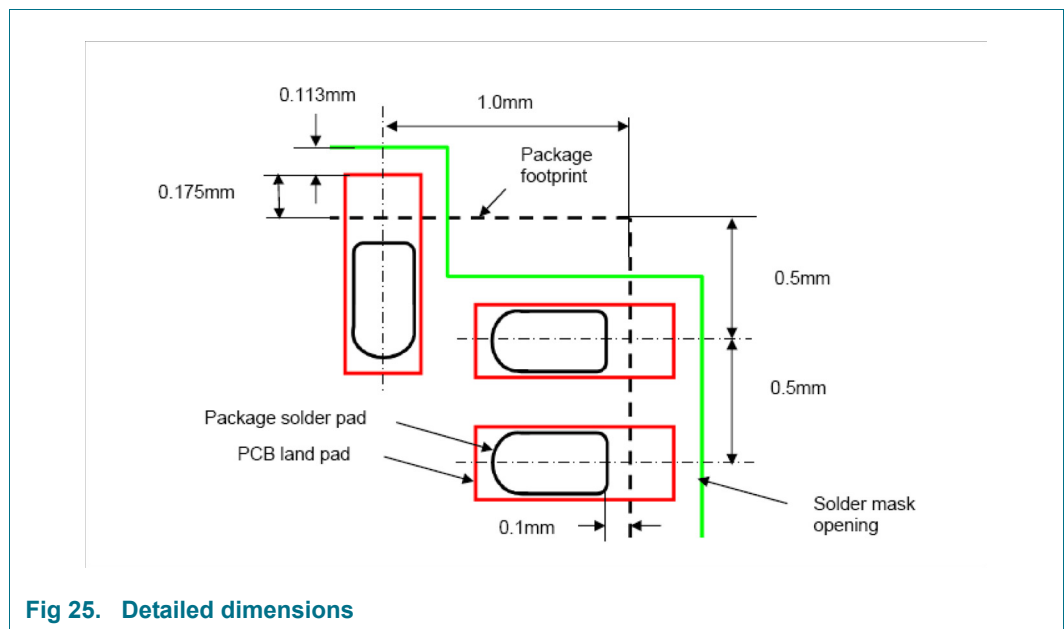 0.113mm
1.0mm
Package
footprint
0.175mm
0.5mm
0.5mm
Package solder pad
PCB land pad
Solder mask
opening
0.1mm
Fig 25. Detailed dimensions